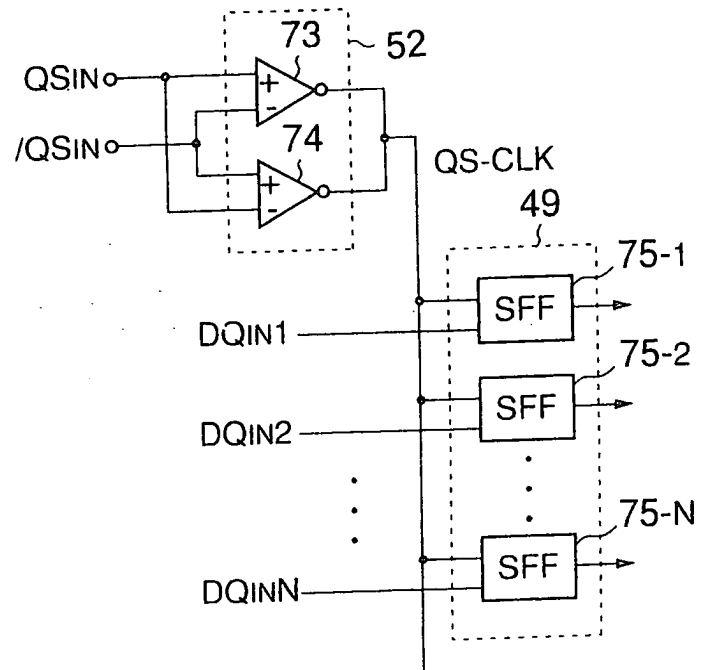 73
52
QSIN
+
-
/QSIN
74
+
-
QS-CLK
49
75-1
SFF
DQIN1
75-2
SFF
DQIN2
75-N
SFF
DQINN